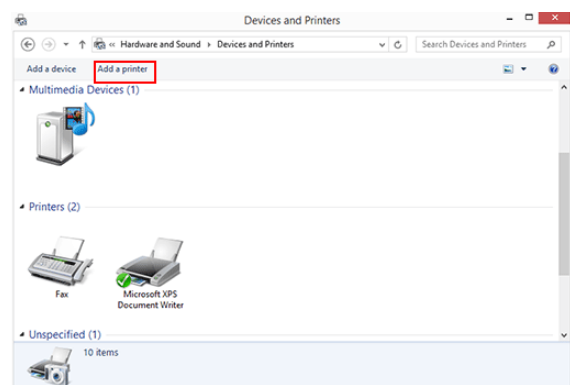 Devices and Printers
« Hardware and Sound Devices and Printers
Search Devices and Printers
Add a device
Add a printer
Multimedia Devices (1)
Printers (2)
Fax
Microsoft XPS
Document Writer
Unspecified (1)
10 items